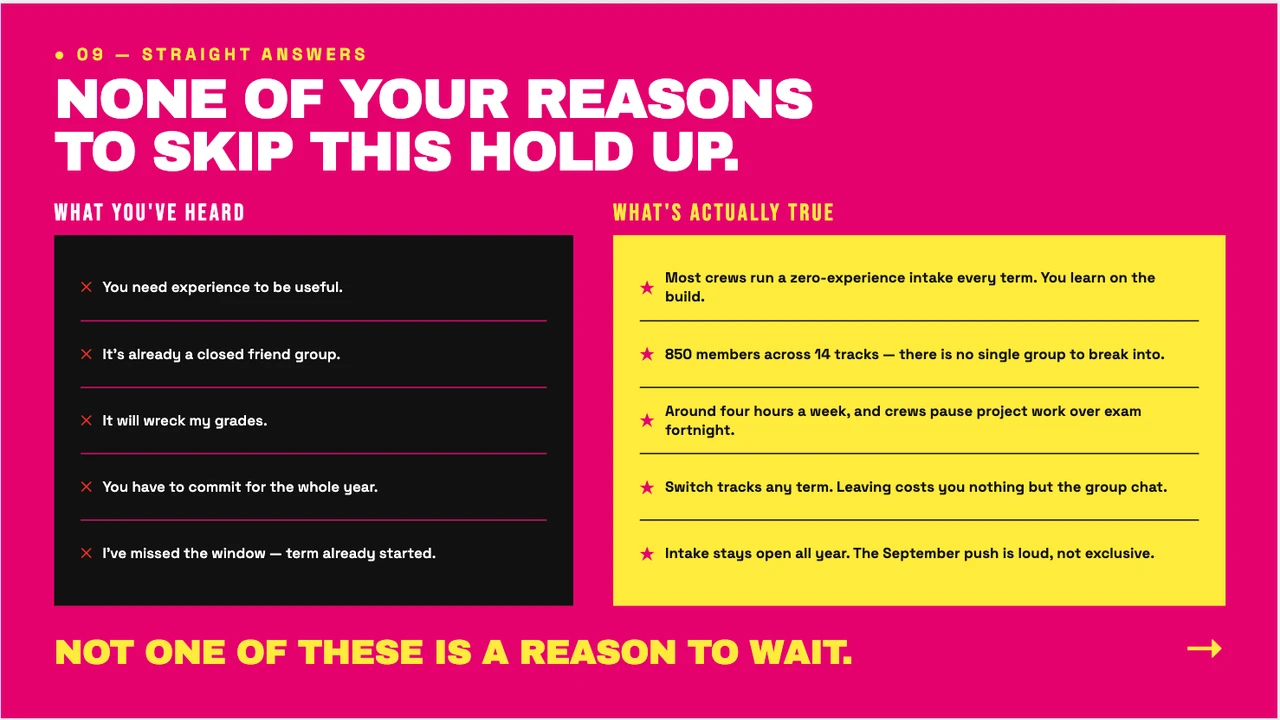 • 09 — STRAIGHT ANSWERS
NONE OF YOUR REASONS
TO SKIP THIS HOLD UP.
WHAT YOU'VE HEARD
× You need experience to be useful.
× It's already a closed friend group.
× It will wreck my grades.
× You have to commit for the whole year.
× I've missed the window — term already started.
WHAT'S ACTUALLY TRUE
★ Most crews run a zero-experience intake every term. You learn on the
build.
★ 850 members across 14 tracks — there is no single group to break into.
★ Around four hours a week, and crews pause project work over exam
fortnight.
★ Switch tracks any term. Leaving costs you nothing but the group chat.
★ Intake stays open all year. The September push is loud, not exclusive.
NOT ONE OF THESE IS A REASON TO WAIT. →